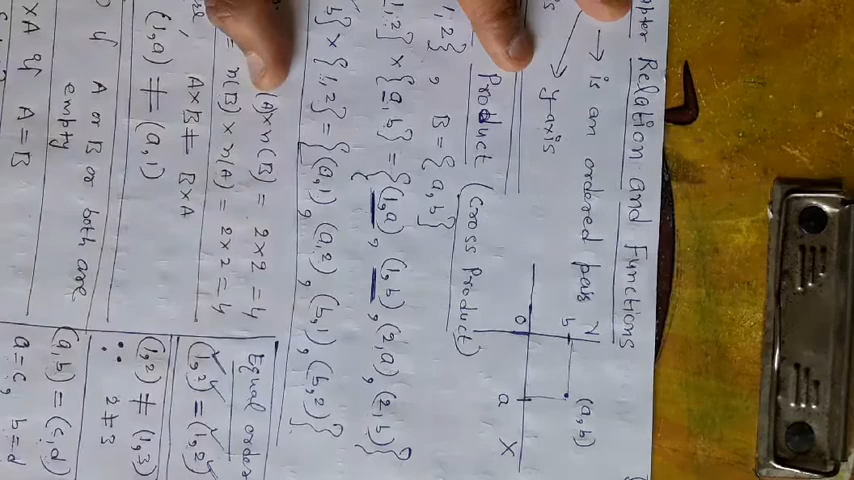 Relation and Functions
→ is an ordered pair
y axis
b (a,b)
0 a X
Product (Cross Product)
1,2} , B = {a,b}
1,2} × {a,b} = {(1,a), (1,b), (2,a), (2,b)}
b} × {1,2} = {(a,1), (a,2), (b,1), (b,2)}
(A) × n(B) = 2×2 = 4
= n(B) × n(A) = 2×2 = 4
A×B ≠ B×A
(1,a) ≠ (a,1)
if A or B or both are
empty
×A if A = B
Equal order
(1,2) = (1,2)
(1,2) ≠ (1,3)
∵ 2 ≠ 3
(a,b) = (c,d)
a=c, b=d